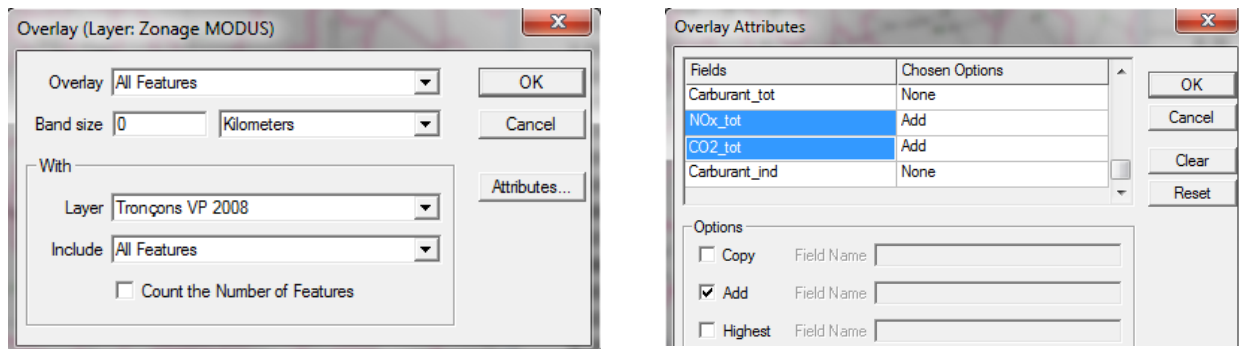 Overlay (Layer: Zonage MODUS)
Overlay All Features
OK
Band size 0 Kilometers
Cancel
With
Attributes...
Layer Tronçons VP 2008
Include All Features
Count the Number of Features
Overlay Attributes
Fields Chosen Options
OK
Carburant_tot None
NOx_tot Add
Cancel
CO2_tot Add
Clear
Carburant_ind None
Reset
Options
Copy Field Name
Add Field Name
Highest Field Name